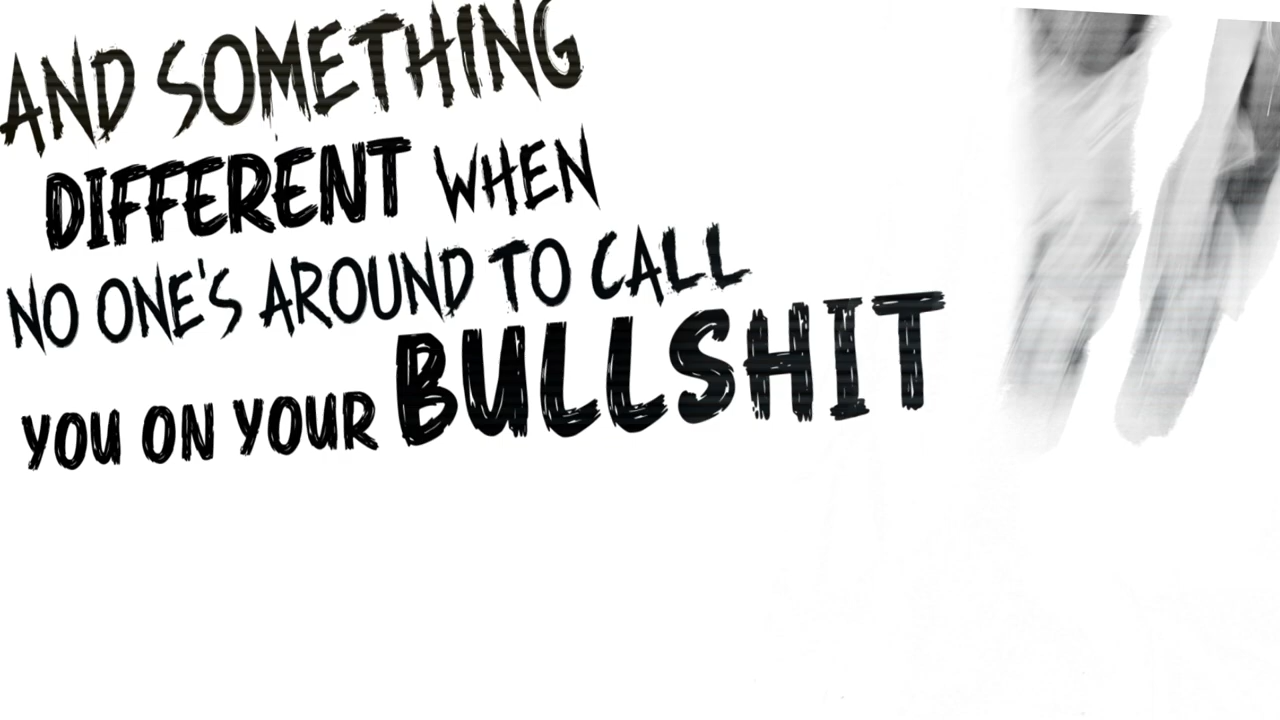 AND SOMETHING
DIFFERENT WHEN
NO ONE'S AROUND TO CALL
YOU ON YOUR BULLSHIT